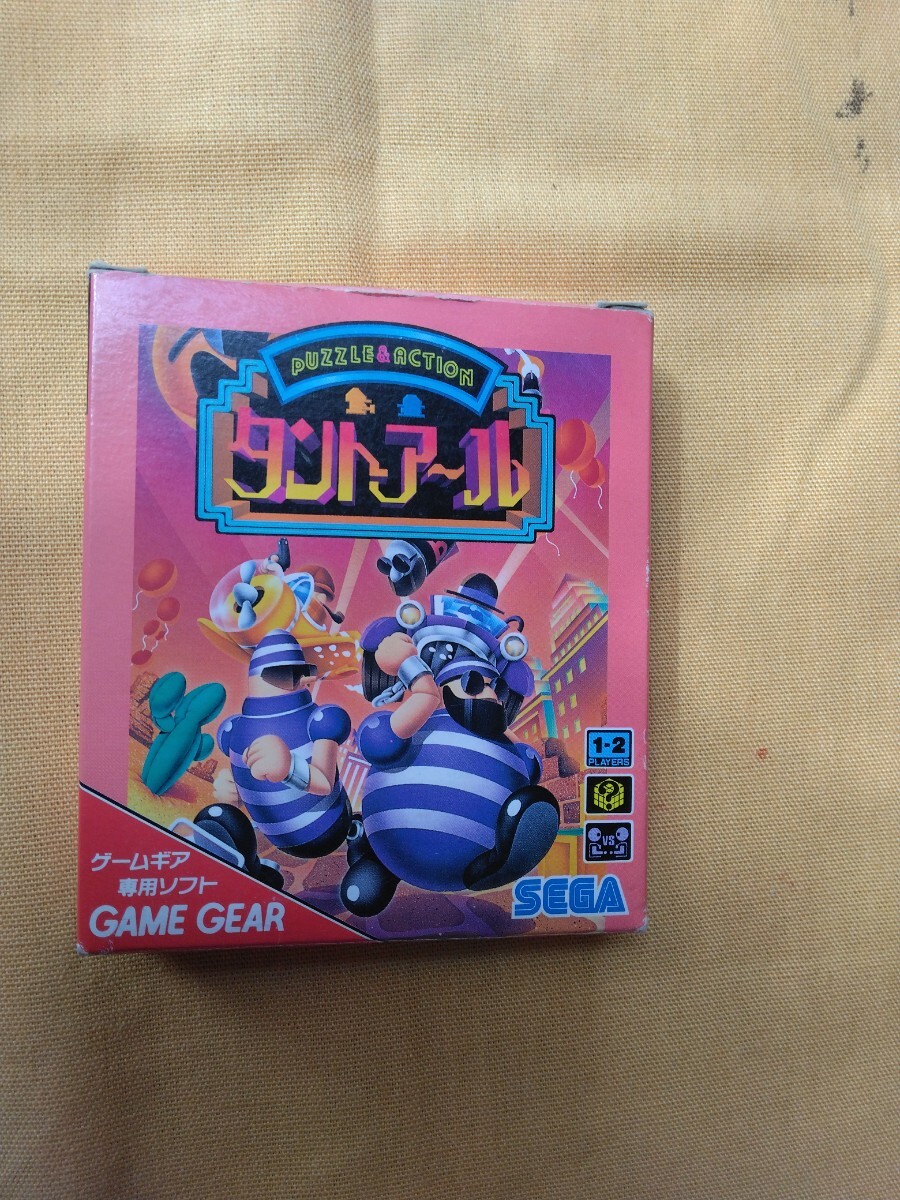 PUZZLE & ACTION
タントアール
1-2
PLAYERS
VS
ゲームギア
専用ソフト
GAME GEAR
SEGA